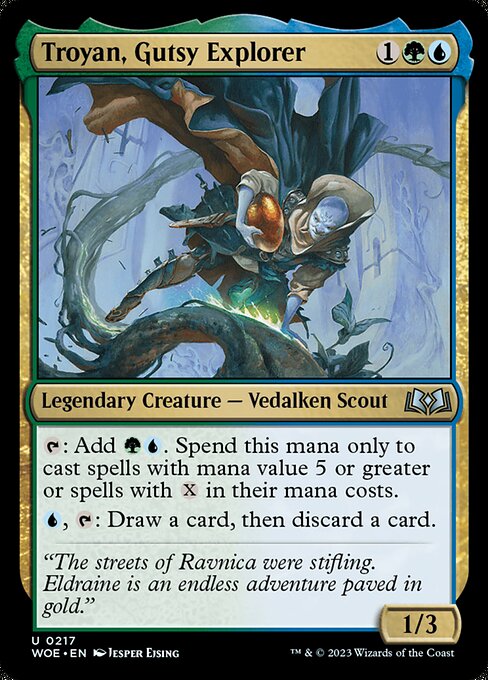 Troyan, Gutsy Explorer 1
Legendary Creature — Vedalken Scout
: Add . Spend this mana only to
cast spells with mana value 5 or greater
or spells with X in their mana costs.
, : Draw a card, then discard a card.
“The streets of Ravnica were stifling.
Eldraine is an endless adventure paved in
gold.”
1/3
U 0217
WOE • EN Jesper Eising
™ & © 2023 Wizards of the Coast